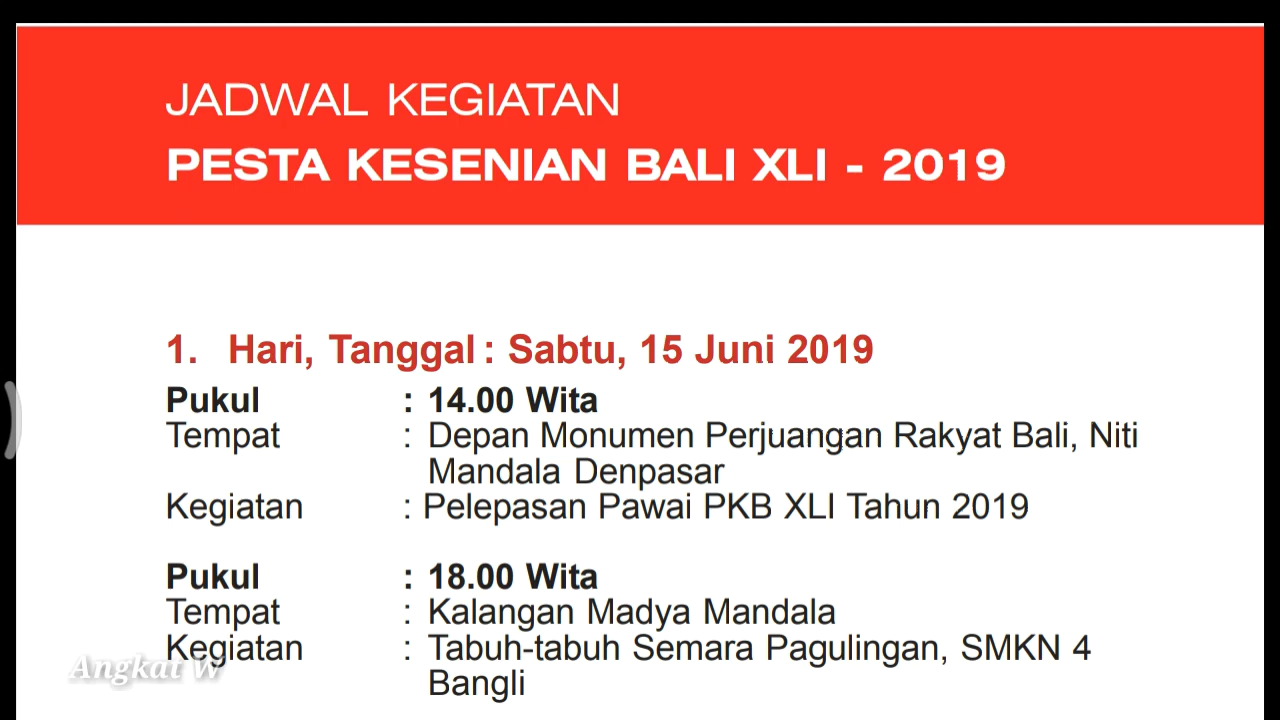 JADWAL KEGIATAN
PESTA KESENIAN BALI XLI - 2019
1. Hari, Tanggal : Sabtu, 15 Juni 2019
Pukul : 14.00 Wita
Tempat : Depan Monumen Perjuangan Rakyat Bali, Niti
Mandala Denpasar
Kegiatan : Pelepasan Pawai PKB XLI Tahun 2019
Pukul : 18.00 Wita
Tempat : Kalangan Madya Mandala
Kegiatan : Tabuh-tabuh Semara Pagulingan, SMKN 4
Bangli
Angkat W